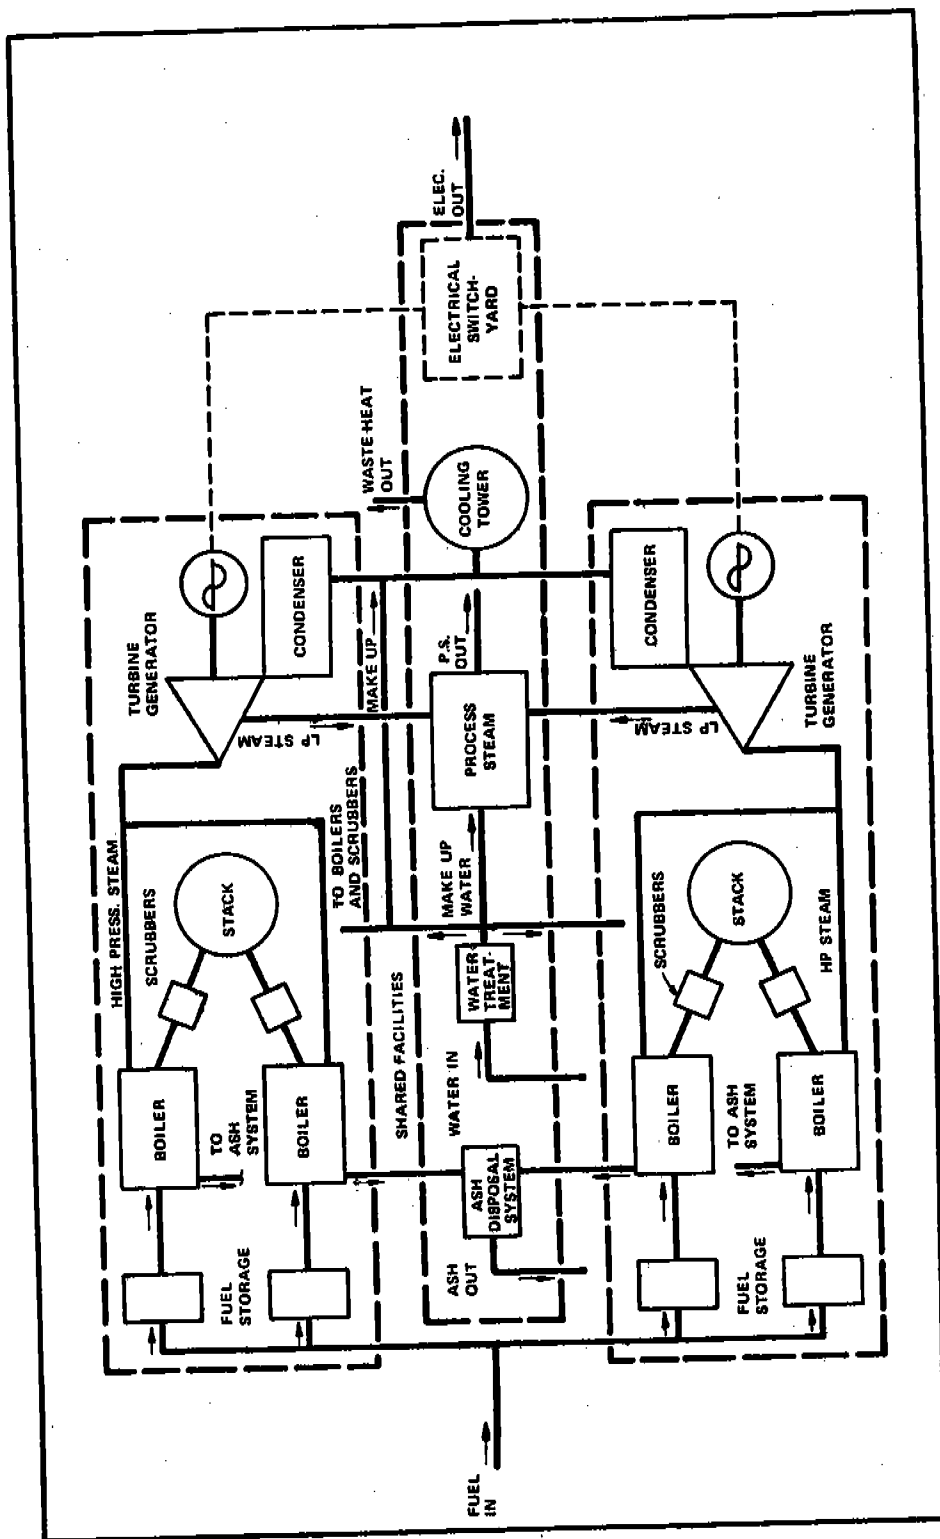 HIGH PRESS. STEAM
TURBINE
GENERATOR
SCRUBBERS
BOILER
STACK
FUEL
STORAGE
TO ASH
SYSTEM
BOILER
CONDENSER
LP STEAM
TO BOILERS
AND SCRUBBERS
MAKE UP
WASTE HEAT
OUT
SHARED FACILITIES
ELEC.
OUT
ASH
OUT
WATER IN
MAKE UP
WATER
P.S.
OUT
FUEL
IN
ASH
DISPOSAL
SYSTEM
WATER
TREAT-
MENT
PROCESS
STEAM
COOLING
TOWER
ELECTRICAL
SWITCH-
YARD
LP STEAM
CONDENSER
SCRUBBERS
BOILER
STACK
TO ASH
SYSTEM
FUEL
STORAGE
BOILER
HP STEAM
TURBINE
GENERATOR